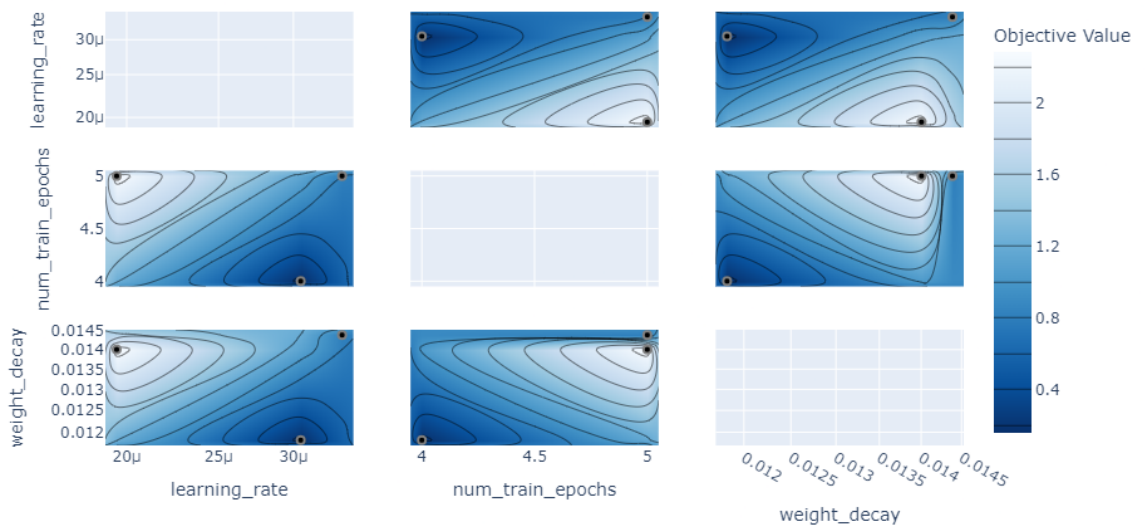 Objective Value
learning_rate
30μ
25μ
20μ
2
1.6
1.2
0.8
0.4
num_train_epochs
5
4.5
4
weight_decay
0.0145
0.014
0.0135
0.013
0.0125
0.012
20μ
25μ
30μ
4
4.5
5
0.012
0.0125
0.013
0.0135
0.014
0.0145
learning_rate
num_train_epochs
weight_decay